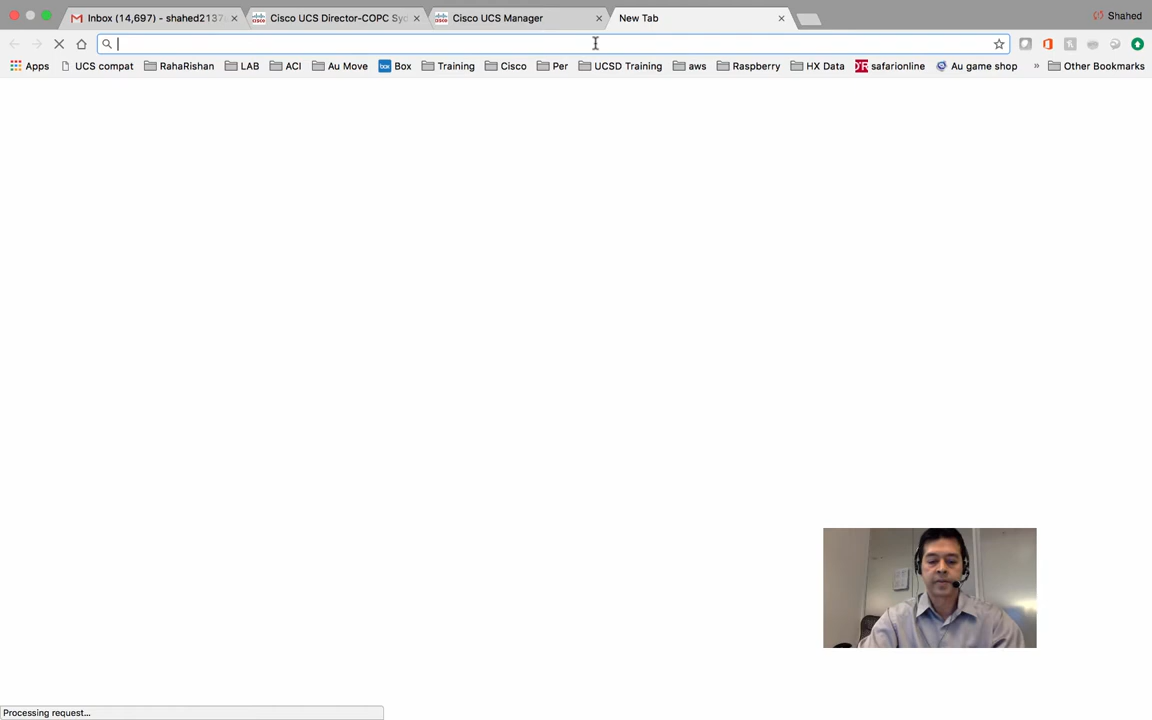 Inbox (14,697) - shahed2137
Cisco UCS Director-COPC Syd
Cisco UCS Manager
New Tab
Shahed
Apps
UCS compat
RahaRishan
LAB
ACI
Au Move
box
Box
Training
Cisco
Per
UCSD Training
aws
Raspberry
HX Data
safarionline
Au game shop
»
Other Bookmarks
Processing request...